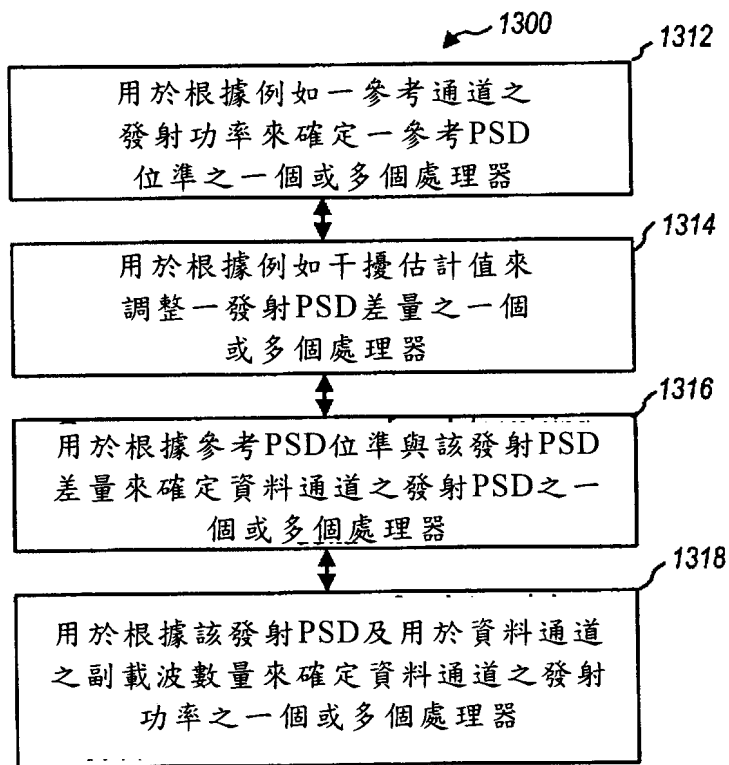 1300
1312
用於根據例如一參考通道之
發射功率來確定一參考PSD
位準之一個或多個處理器
1314
用於根據例如干擾估計值來
調整一發射PSD差量之一個
或多個處理器
1316
用於根據參考PSD位準與該發射PSD
差量來確定資料通道之發射PSD之一
個或多個處理器
1318
用於根據該發射PSD及用於資料通道
之副載波數量來確定資料通道之發射
功率之一個或多個處理器